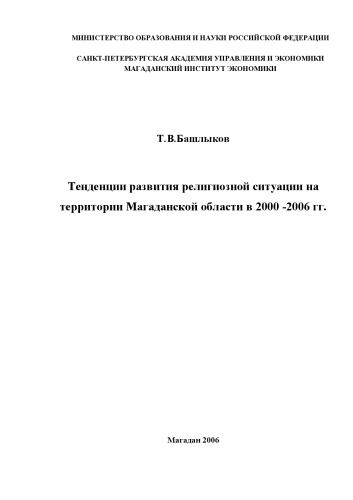 МИНИСТЕРСТВО ОБРАЗОВАНИЯ И НАУКИ РОССИЙСКОЙ ФЕДЕРАЦИИ
САНКТ-ПЕТЕРБУРГСКАЯ АКАДЕМИЯ УПРАВЛЕНИЯ И ЭКОНОМИКИ
МАГАДАНСКИЙ ИНСТИТУТ ЭКОНОМИКИ
Т.В.Башлыков
Тенденции развития религиозной ситуации на
территории Магаданской области в 2000 -2006 гг.
Магадан 2006